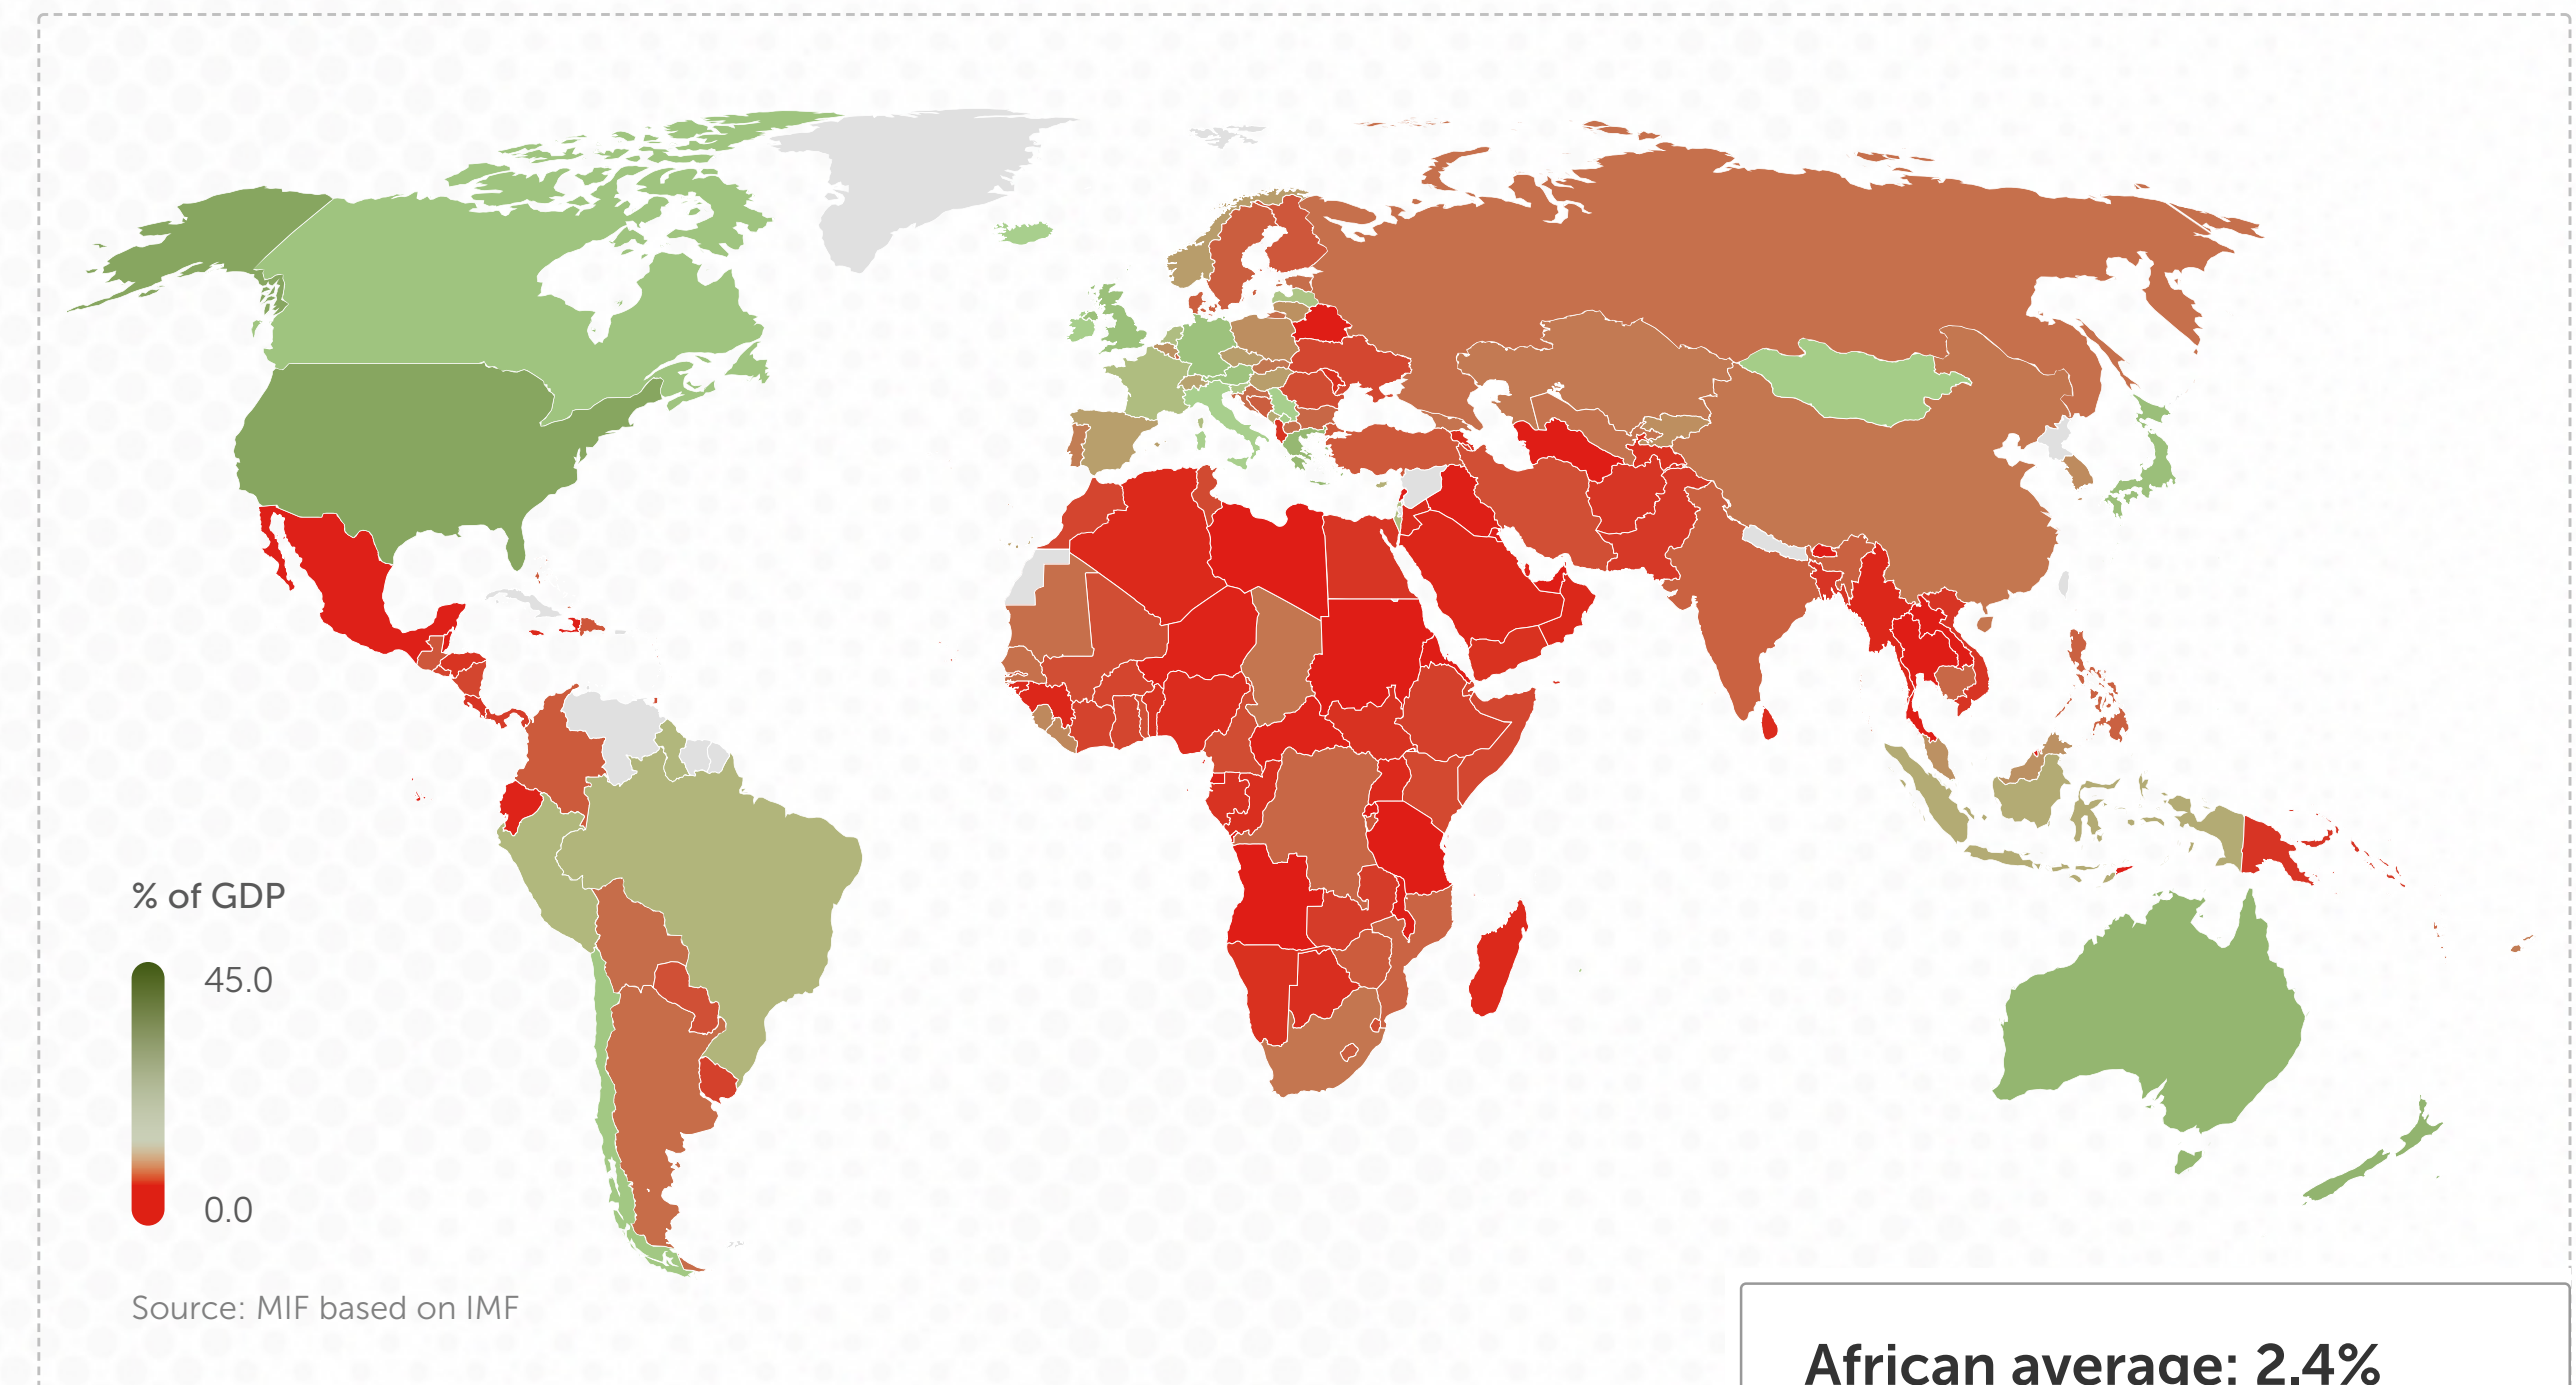 % of GDP
45.0
0.0
Source: MIF based on IMF
African average: 2.4%